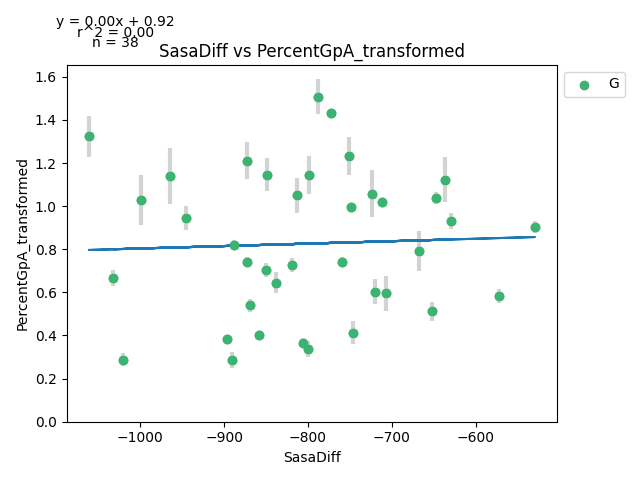 y = 0.00x + 0.92
r^2 = 0.00
n = 38
SasaDiff vs PercentGpA_transformed
G
PercentGpA_transformed
1.6
1.4
1.2
1.0
0.8
0.6
0.4
0.2
0.0
−1000
−900
−800
−700
−600
SasaDiff